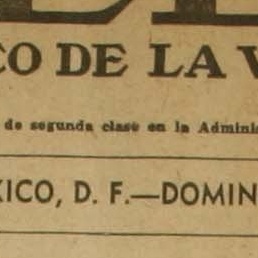 CO DE LA V
de segunda clase en la Admini
XICO, D. F.—DOMIN